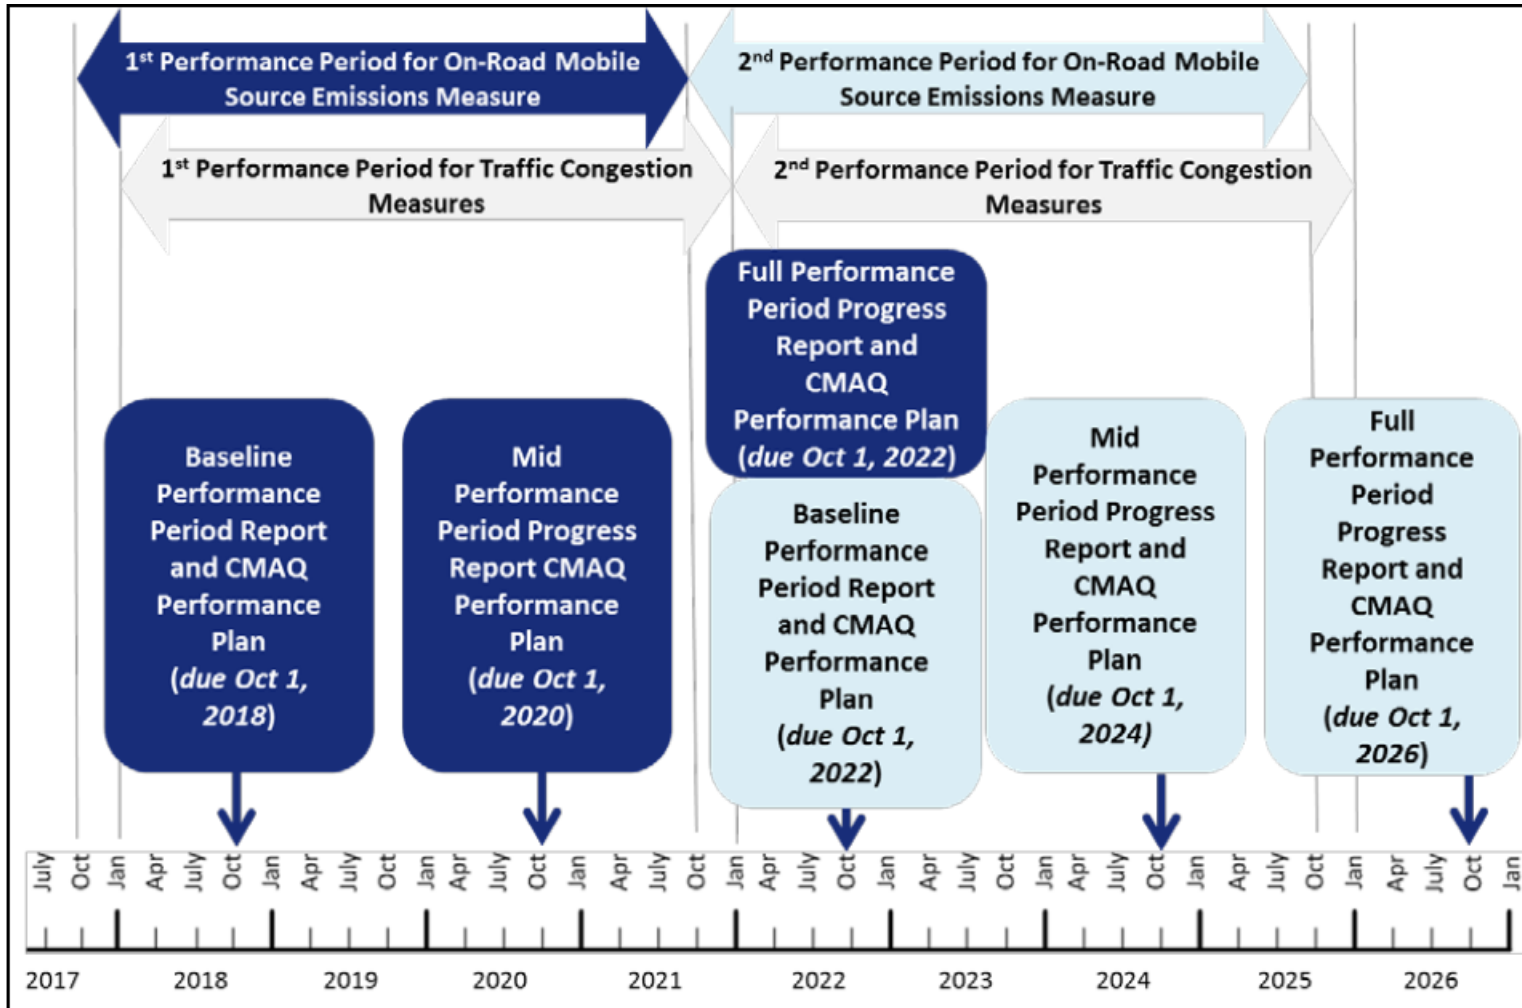 1st Performance Period for On-Road Mobile
Source Emissions Measure
2nd Performance Period for On-Road Mobile
Source Emissions Measure
1st Performance Period for Traffic Congestion
Measures
2nd Performance Period for Traffic Congestion
Measures
Baseline
Performance
Period Report
and CMAQ
Performance
Plan
(due Oct 1,
2018)
Mid
Performance
Period Progress
Report CMAQ
Performance
Plan
(due Oct 1,
2020)
Full Performance
Period Progress
Report and
CMAQ
Performance Plan
(due Oct 1, 2022)
Baseline
Performance
Period Report
and CMAQ
Performance
Plan
(due Oct 1,
2022)
Mid
Performance
Period Progress
Report and
CMAQ
Performance
Plan
(due Oct 1,
2024)
Full
Performance
Period
Progress
Report and
CMAQ
Performance
Plan
(due Oct 1,
2026)
July Oct Jan Apr July Oct Jan Apr July Oct Jan Apr July Oct Jan Apr July Oct Jan Apr July Oct Jan Apr July Oct Jan Apr July Oct Jan Apr July Oct Jan Apr July Oct Jan
2017 2018 2019 2020 2021 2022 2023 2024 2025 2026